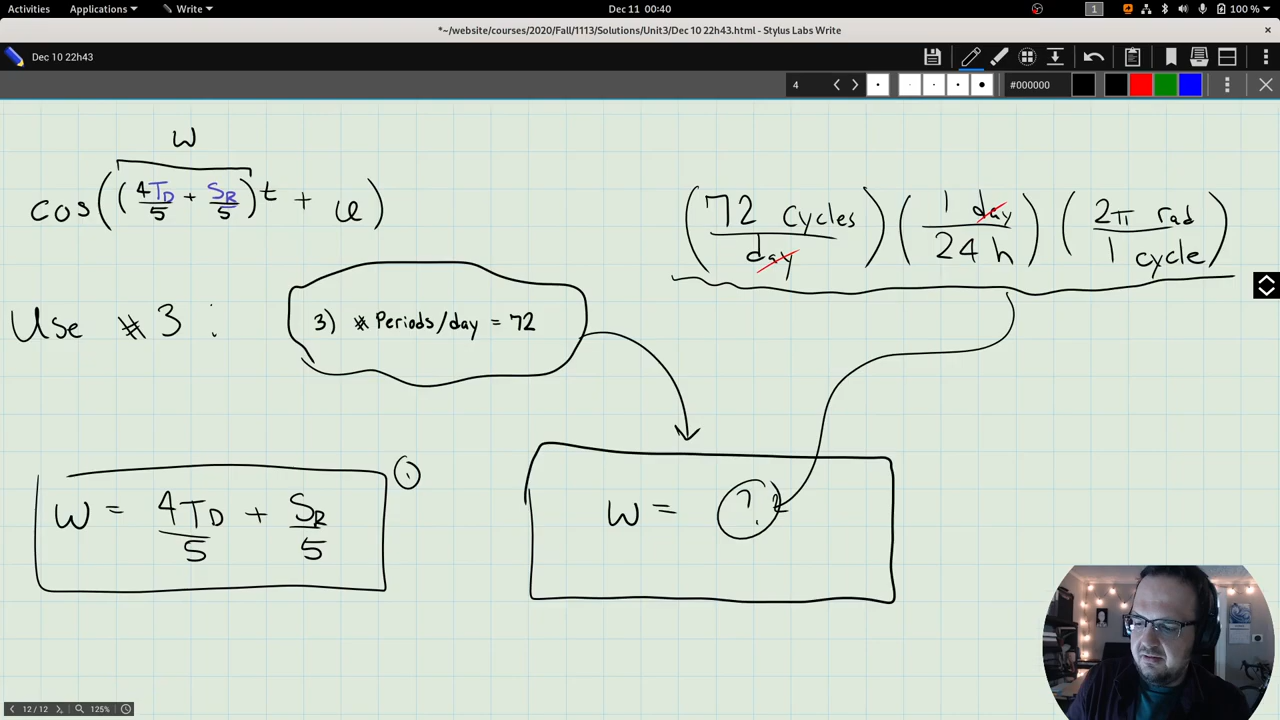 Activities Applications Write Dec 11 00:40 1 100 %
*~/website/courses/2020/Fall/1113/Solutions/Unit3/Dec 10 22h43.html - Stylus Labs Write
Dec 10 22h43
4 #000000
W
cos((4T_D/5 + S_R/5)t + u)
(72 cycles/day)(1 day/24 h)(2π rad/1 cycle)
Use #3:
3) # Periods/day = 72
W = 4T_D/5 + S_R/5
W = ?
12/12 125%